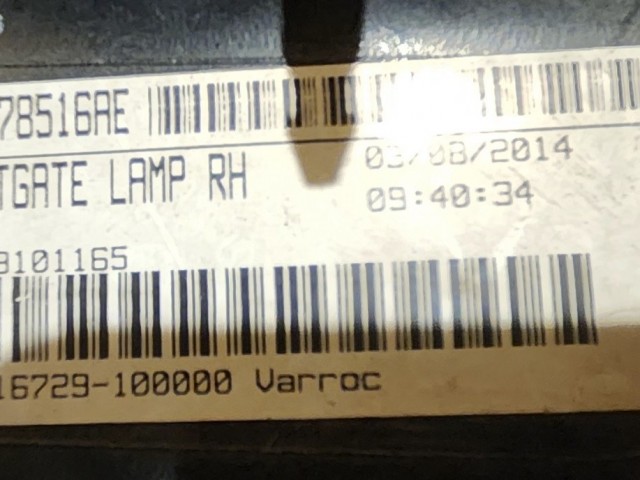 78516AE
TGATE LAMP RH 03/08/2014
09:40:34
8101165
16729-100000 Varroc